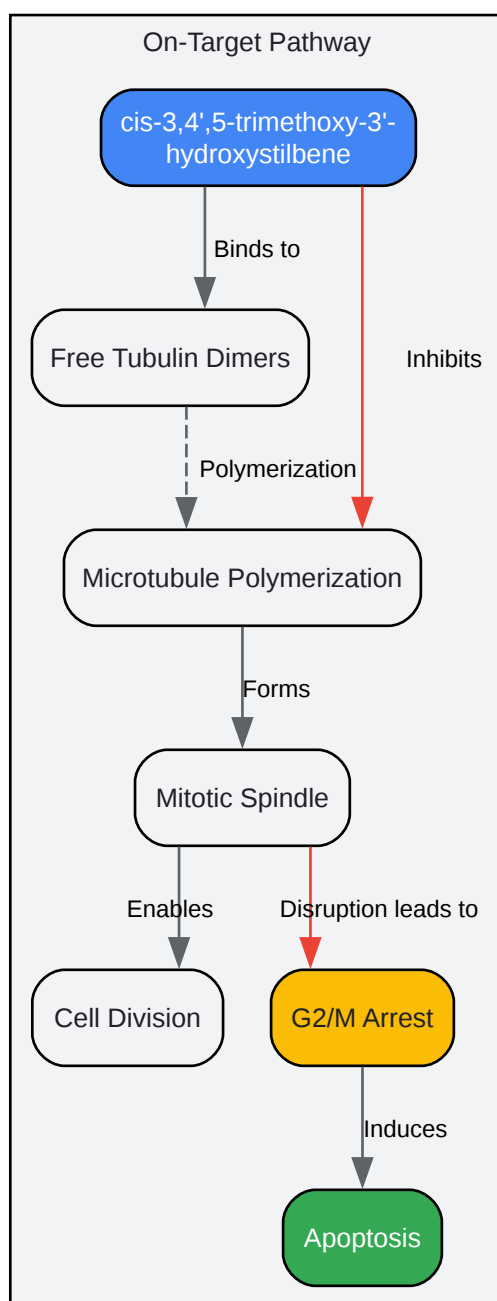 On-Target Pathway
cis-3,4',5-trimethoxy-3'-
hydroxystilbene
Binds to
Free Tubulin Dimers
Inhibits
Polymerization
Microtubule Polymerization
Forms
Mitotic Spindle
Enables
Disruption leads to
Cell Division
G2/M Arrest
Induces
Apoptosis